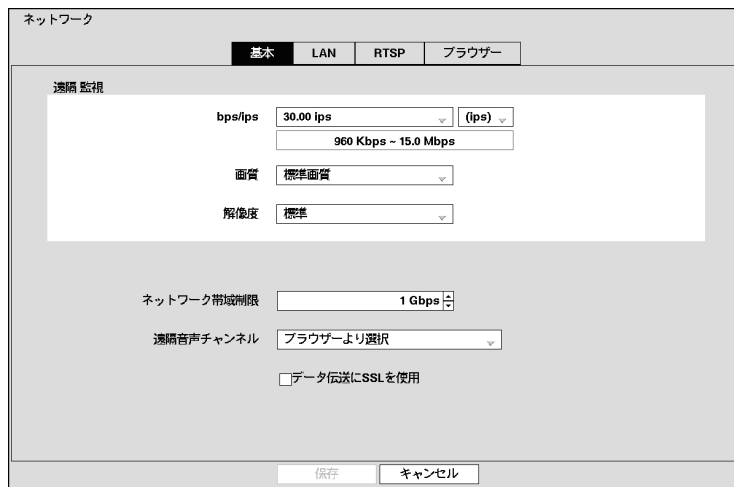 ネットワーク
基本 LAN RTSP ブラウザー
遠隔 監視
bps/ips 30.00 ips (ips)
960 Kbps ~ 15.0 Mbps
画質 標準画質
解像度 標準
ネットワーク帯域制限 1 Gbps
遠隔音声チャンネル ブラウザーより選択
データ伝送にSSLを使用
保存 キャンセル